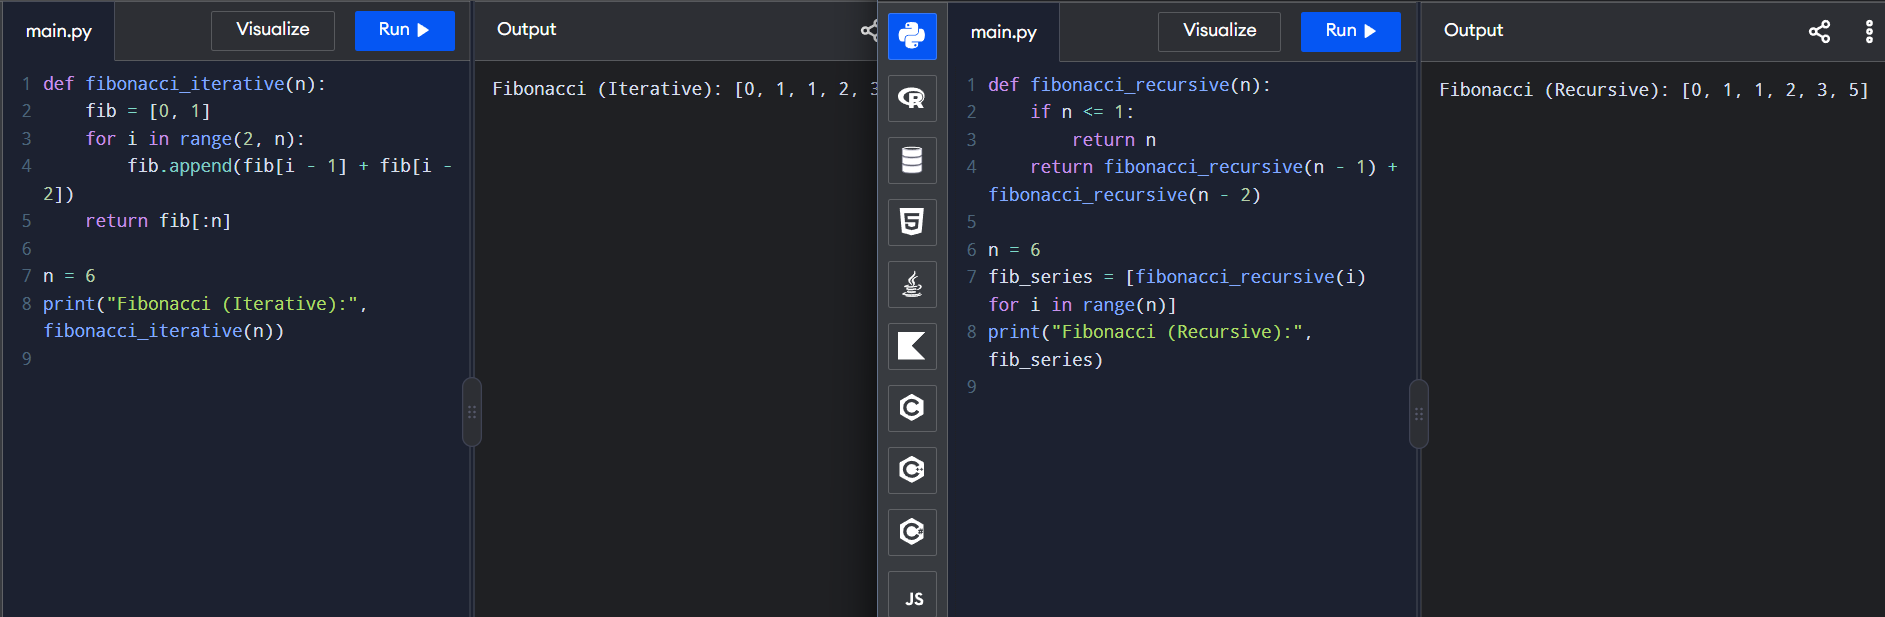 main.py
Visualize
Run
Output
1 def fibonacci_iterative(n):
2     fib = [0, 1]
3     for i in range(2, n):
4         fib.append(fib[i - 1] + fib[i -
2])
5     return fib[:n]
6
7 n = 6
8 print("Fibonacci (Iterative):",
fibonacci_iterative(n))
9
Fibonacci (Iterative): [0, 1, 1, 2, 3
R
5
C
C++
C#
JS
main.py
Visualize
Run
Output
1 def fibonacci_recursive(n):
2     if n <= 1:
3         return n
4     return fibonacci_recursive(n - 1) +
fibonacci_recursive(n - 2)
5
6 n = 6
7 fib_series = [fibonacci_recursive(i)
for i in range(n)]
8 print("Fibonacci (Recursive):",
fib_series)
9
Fibonacci (Recursive): [0, 1, 1, 2, 3, 5]